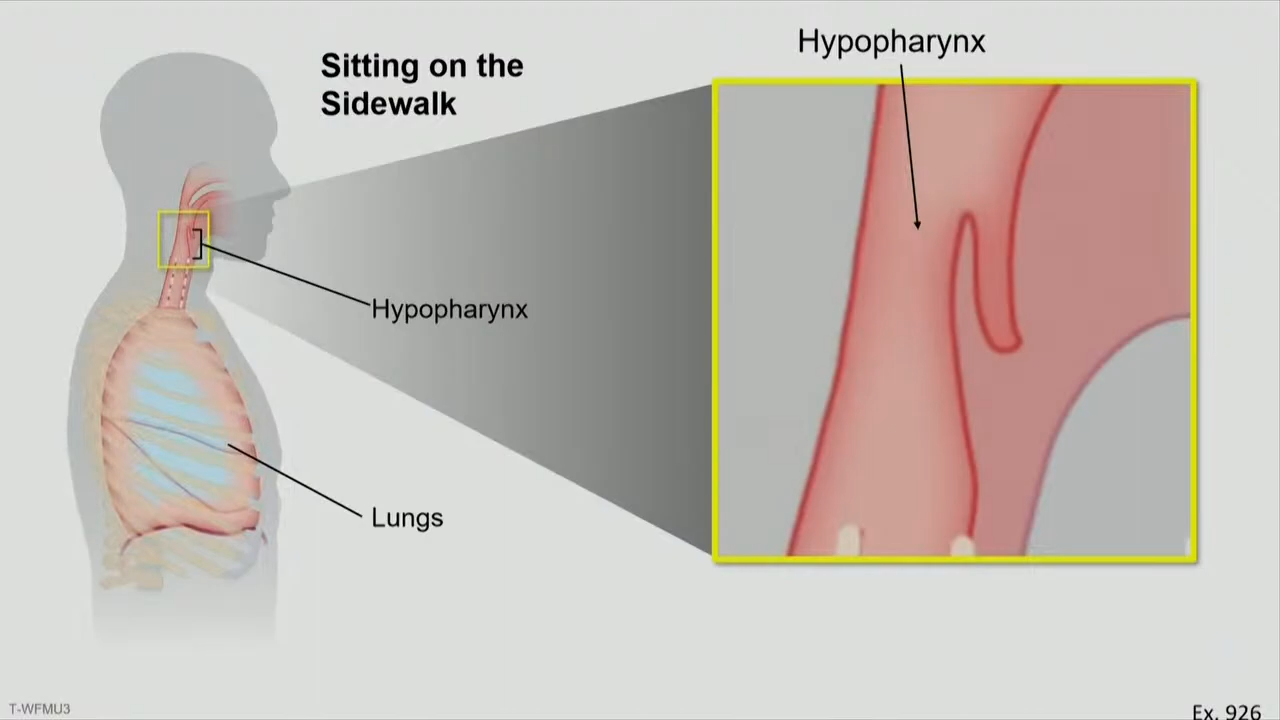 Sitting on the
Sidewalk
Hypopharynx
Hypopharynx
Lungs
T-WFMU3
Ex. 926